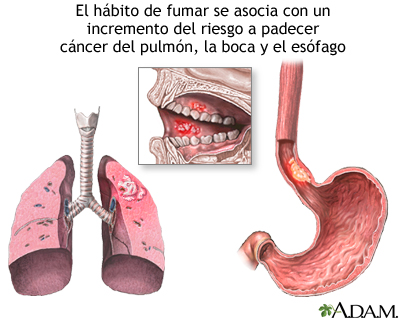 El hábito de fumar se asocia con un
incremento del riesgo a padecer
cáncer del pulmón, la boca y el esófago
ADAM.